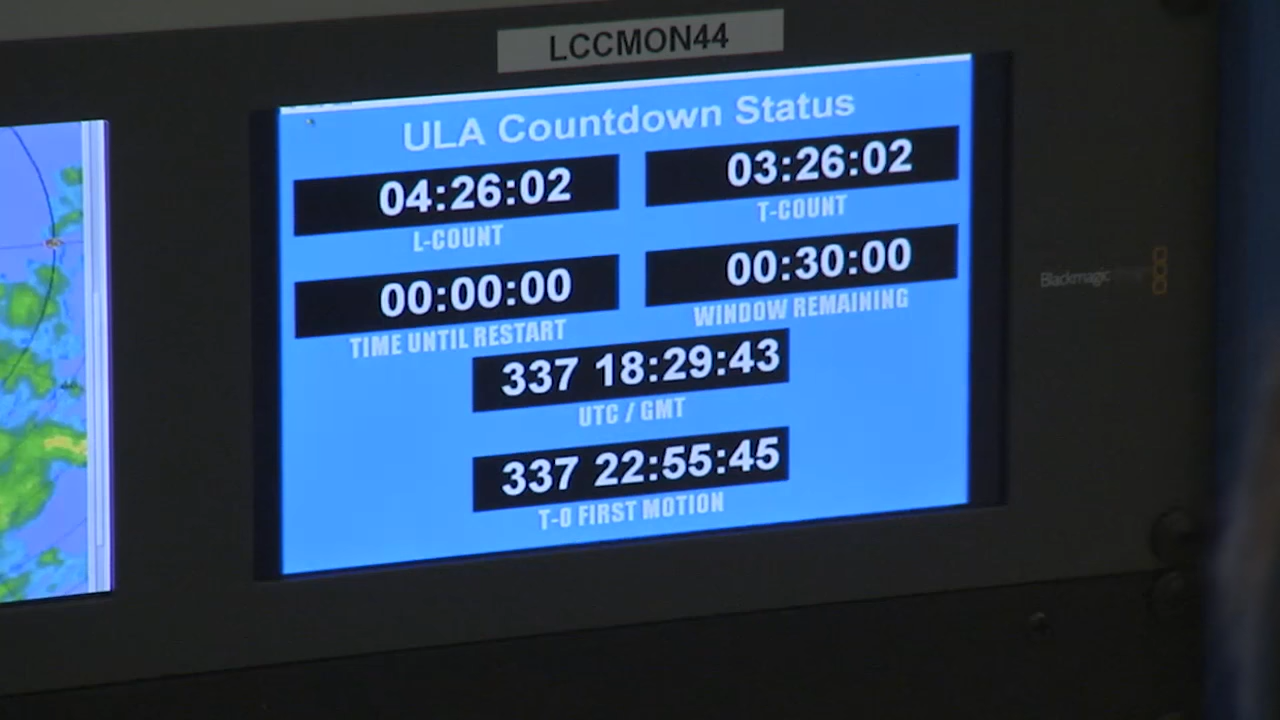 LCCMON44
ULA Countdown Status
04:26:02
03:26:02
L-COUNT
T-COUNT
00:00:00
00:30:00
TIME UNTIL RESTART
WINDOW REMAINING
337 18:29:43
UTC / GMT
337 22:55:45
T-0 FIRST MOTION
Blackmagic